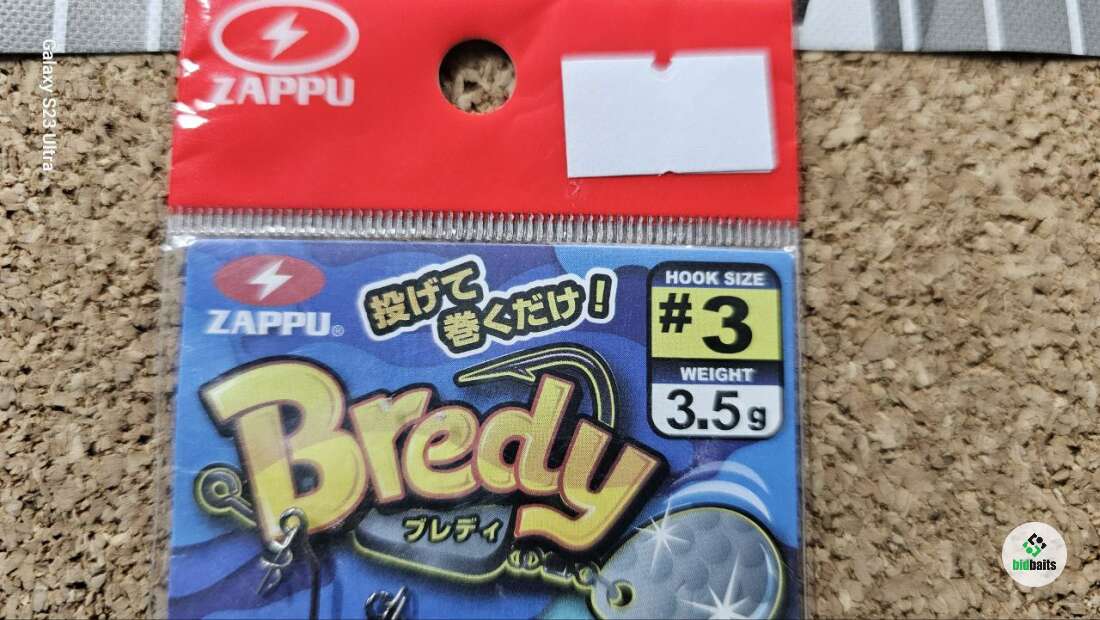 ZAPPU
ZAPPU®
投げて
巻くだけ！
HOOK SIZE
#3
WEIGHT
3.5g
Bredy
ブレディ
Galaxy S23 Ultra
bidbaits